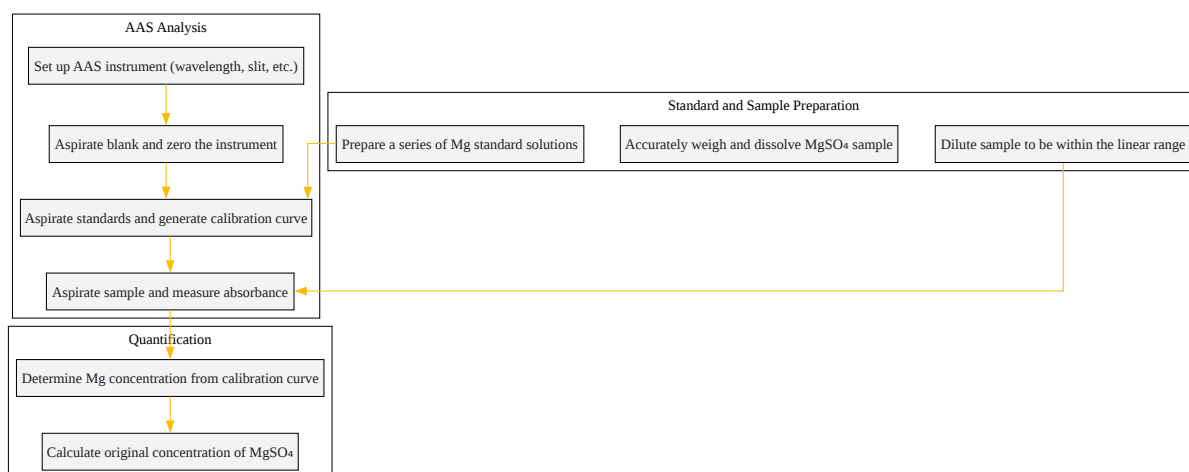 AAS Analysis
Set up AAS instrument (wavelength, slit, etc.)
Aspirate blank and zero the instrument
Aspirate standards and generate calibration curve
Aspirate sample and measure absorbance
Standard and Sample Preparation
Prepare a series of Mg standard solutions
Accurately weigh and dissolve MgSO₄ sample
Dilute sample to be within the linear range
Quantification
Determine Mg concentration from calibration curve
Calculate original concentration of MgSO₄